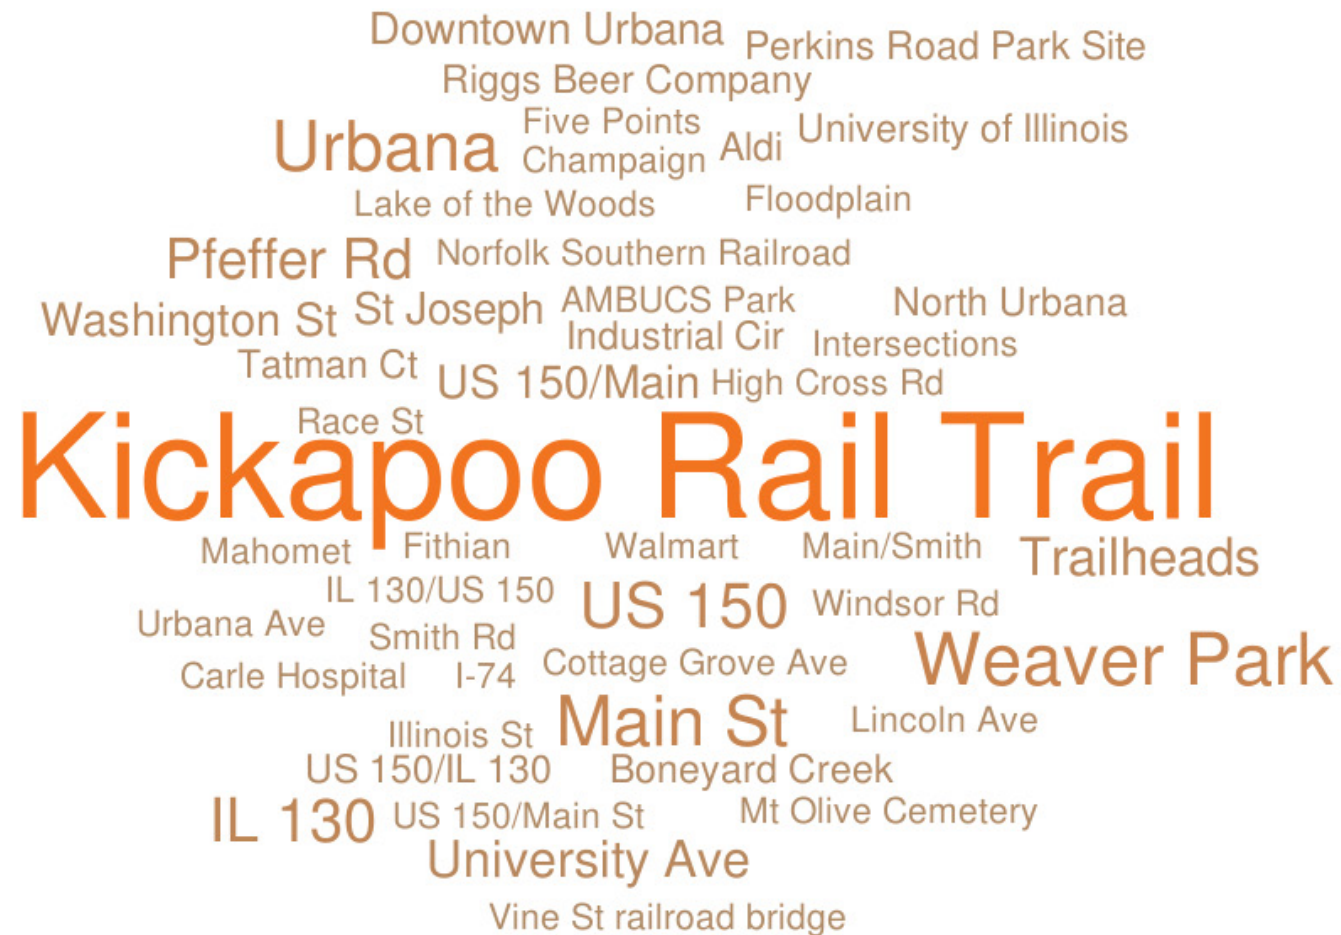 Downtown Urbana
Perkins Road Park Site
Riggs Beer Company
Urbana
Five Points
Champaign
Aldi
University of Illinois
Lake of the Woods
Floodplain
Pfeffer Rd
Norfolk Southern Railroad
Washington St
St Joseph
AMBUCS Park
North Urbana
Industrial Cir
Intersections
Tatman Ct
US 150/Main
High Cross Rd
Race St
Kickapoo Rail Trail
Mahomet
Fithian
Walmart
Main/Smith
Trailheads
IL 130/US 150
US 150
Windsor Rd
Urbana Ave
Smith Rd
Weaver Park
Carle Hospital
I-74
Cottage Grove Ave
Illinois St
Main St
Lincoln Ave
US 150/IL 130
Boneyard Creek
IL 130
US 150/Main St
Mt Olive Cemetery
University Ave
Vine St railroad bridge